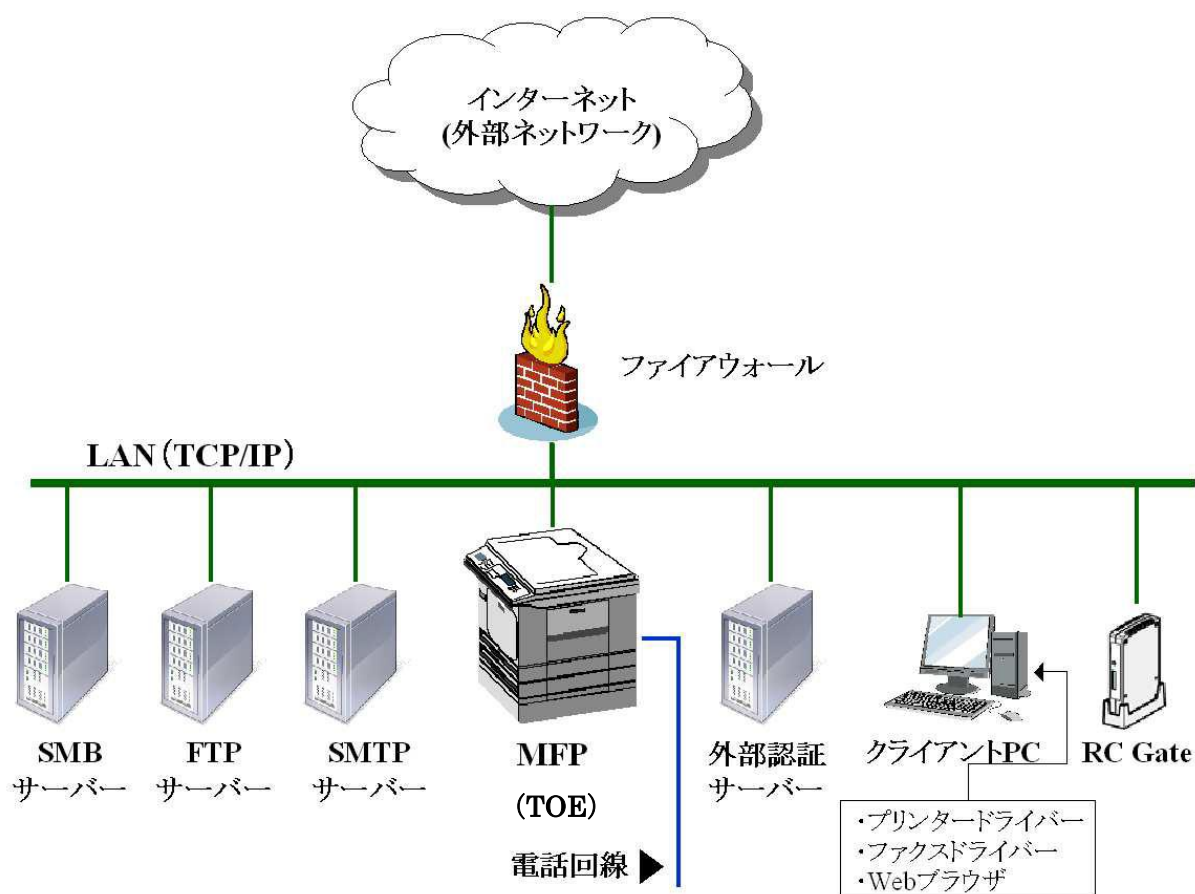 インターネット
(外部ネットワーク)
ファイアウォール
LAN（TCP/IP）
SMB
サーバー
FTP
サーバー
SMTP
サーバー
MFP
(TOE)
電話回線
外部認証
サーバー
クライアントPC
・プリンタードライバー
・ファクスドライバー
・Webブラウザ
RC Gate